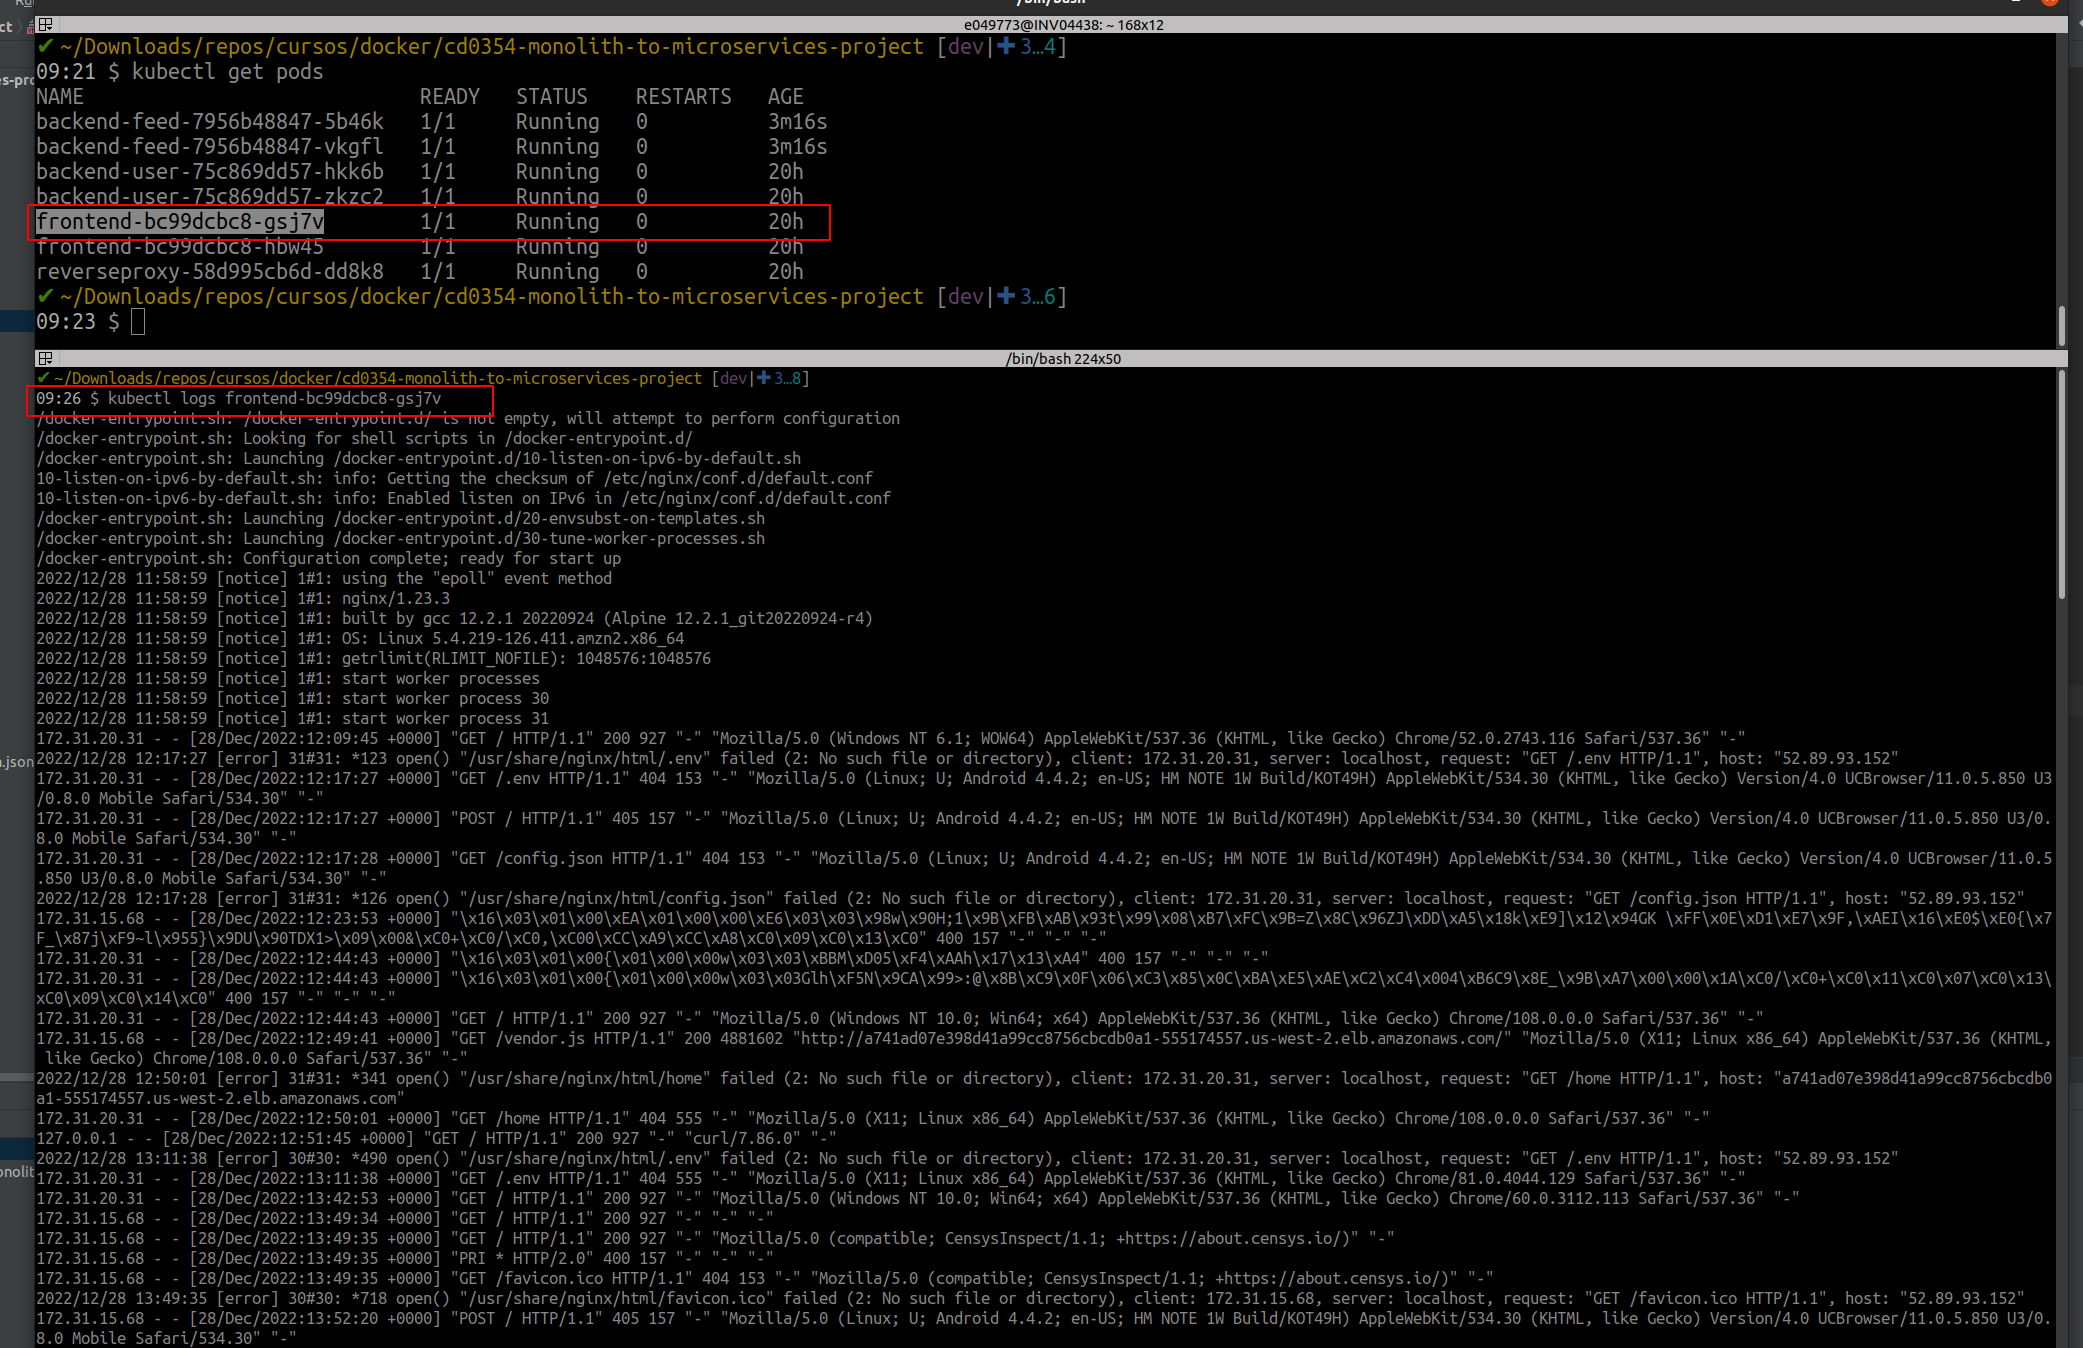 /bin/bash
e049773@INV04438: ~ 168x12
✔ ~/Downloads/repos/cursos/docker/cd0354-monolith-to-microservices-project [dev|✚ 3…4]
09:21 $ kubectl get pods
NAME READY STATUS RESTARTS AGE
backend-feed-7956b48847-5b46k 1/1 Running 0 3m16s
backend-feed-7956b48847-vkgfl 1/1 Running 0 3m16s
backend-user-75c869dd57-hkk6b 1/1 Running 0 20h
backend-user-75c869dd57-zkzc2 1/1 Running 0 20h
frontend-bc99dcbc8-gsj7v 1/1 Running 0 20h
frontend-bc99dcbc8-hbw45 1/1 Running 0 20h
reverseproxy-58d995cb6d-dd8k8 1/1 Running 0 20h
✔ ~/Downloads/repos/cursos/docker/cd0354-monolith-to-microservices-project [dev|✚ 3…6]
09:23 $
/bin/bash 224x50
✔ ~/Downloads/repos/cursos/docker/cd0354-monolith-to-microservices-project [dev|✚ 3…8]
09:26 $ kubectl logs frontend-bc99dcbc8-gsj7v
/docker-entrypoint.sh: /docker-entrypoint.d/ is not empty, will attempt to perform configuration
/docker-entrypoint.sh: Looking for shell scripts in /docker-entrypoint.d/
/docker-entrypoint.sh: Launching /docker-entrypoint.d/10-listen-on-ipv6-by-default.sh
10-listen-on-ipv6-by-default.sh: info: Getting the checksum of /etc/nginx/conf.d/default.conf
10-listen-on-ipv6-by-default.sh: info: Enabled listen on IPv6 in /etc/nginx/conf.d/default.conf
/docker-entrypoint.sh: Launching /docker-entrypoint.d/20-envsubst-on-templates.sh
/docker-entrypoint.sh: Launching /docker-entrypoint.d/30-tune-worker-processes.sh
/docker-entrypoint.sh: Configuration complete; ready for start up
2022/12/28 11:58:59 [notice] 1#1: using the "epoll" event method
2022/12/28 11:58:59 [notice] 1#1: nginx/1.23.3
2022/12/28 11:58:59 [notice] 1#1: built by gcc 12.2.1 20220924 (Alpine 12.2.1_git20220924-r4)
2022/12/28 11:58:59 [notice] 1#1: OS: Linux 5.4.219-126.411.amzn2.x86_64
2022/12/28 11:58:59 [notice] 1#1: getrlimit(RLIMIT_NOFILE): 1048576:1048576
2022/12/28 11:58:59 [notice] 1#1: start worker processes
2022/12/28 11:58:59 [notice] 1#1: start worker process 30
2022/12/28 11:58:59 [notice] 1#1: start worker process 31
172.31.20.31 - - [28/Dec/2022:12:09:45 +0000] "GET / HTTP/1.1" 200 927 "-" "Mozilla/5.0 (Windows NT 6.1; WOW64) AppleWebKit/537.36 (KHTML, like Gecko) Chrome/52.0.2743.116 Safari/537.36" "-"
2022/12/28 12:17:27 [error] 31#31: *123 open() "/usr/share/nginx/html/.env" failed (2: No such file or directory), client: 172.31.20.31, server: localhost, request: "GET /.env HTTP/1.1", host: "52.89.93.152"
172.31.20.31 - - [28/Dec/2022:12:17:27 +0000] "GET /.env HTTP/1.1" 404 153 "-" "Mozilla/5.0 (Linux; U; Android 4.4.2; en-US; HM NOTE 1W Build/KOT49H) AppleWebKit/534.30 (KHTML, like Gecko) Version/4.0 UCBrowser/11.0.5.850 U3
/0.8.0 Mobile Safari/534.30" "-"
172.31.20.31 - - [28/Dec/2022:12:17:27 +0000] "POST / HTTP/1.1" 405 157 "-" "Mozilla/5.0 (Linux; U; Android 4.4.2; en-US; HM NOTE 1W Build/KOT49H) AppleWebKit/534.30 (KHTML, like Gecko) Version/4.0 UCBrowser/11.0.5.850 U3/0.
8.0 Mobile Safari/534.30" "-"
172.31.20.31 - - [28/Dec/2022:12:17:28 +0000] "GET /config.json HTTP/1.1" 404 153 "-" "Mozilla/5.0 (Linux; U; Android 4.4.2; en-US; HM NOTE 1W Build/KOT49H) AppleWebKit/534.30 (KHTML, like Gecko) Version/4.0 UCBrowser/11.0.5
.850 U3/0.8.0 Mobile Safari/534.30" "-"
2022/12/28 12:17:28 [error] 31#31: *126 open() "/usr/share/nginx/html/config.json" failed (2: No such file or directory), client: 172.31.20.31, server: localhost, request: "GET /config.json HTTP/1.1", host: "52.89.93.152"
172.31.15.68 - - [28/Dec/2022:12:23:53 +0000] "\x16\x03\x01\x00\xEA\x01\x00\x00\xE6\x03\x03\x98w\x90H;1\x9B\xFB\xAB\x93t\x99\x08\xB7\xFC\x9B=Z\x8C\x96ZJ\xDD\xA5\x18k\xE9]\x12\x94GK \xFF\x0E\xD1\xE7\x9F,\xAEI\x16\xE0$\xE0{\x7
F_\x87j\xF9~l\x955}\x9DU\x90TDX1>\x09\x00&\xC0+\xC0/\xC0,\xC00\xCC\xA9\xCC\xA8\xC0\x09\xC0\x13\xC0" 400 157 "-" "-" "-"
172.31.20.31 - - [28/Dec/2022:12:44:43 +0000] "\x16\x03\x01\x00{\x01\x00\x00w\x03\x03\xBBM\xD05\xF4\xAAh\x17\x13\xA4" 400 157 "-" "-" "-"
172.31.20.31 - - [28/Dec/2022:12:44:43 +0000] "\x16\x03\x01\x00{\x01\x00\x00w\x03\x03Glh\xF5N\x9CA\x99>:@\x8B\xC9\x0F\x06\xC3\x85\x0C\xBA\xE5\xAE\xC2\xC4\x004\xB6C9\x8E_\x9B\xA7\x00\x00\x1A\xC0/\xC0+\xC0\x11\xC0\x07\xC0\x13\
xC0\x09\xC0\x14\xC0" 400 157 "-" "-" "-"
172.31.20.31 - - [28/Dec/2022:12:44:43 +0000] "GET / HTTP/1.1" 200 927 "-" "Mozilla/5.0 (Windows NT 10.0; Win64; x64) AppleWebKit/537.36 (KHTML, like Gecko) Chrome/108.0.0.0 Safari/537.36" "-"
172.31.15.68 - - [28/Dec/2022:12:49:41 +0000] "GET /vendor.js HTTP/1.1" 200 4881602 "http://a741ad07e398d41a99cc8756cbcdb0a1-555174557.us-west-2.elb.amazonaws.com/" "Mozilla/5.0 (X11; Linux x86_64) AppleWebKit/537.36 (KHTML,
like Gecko) Chrome/108.0.0.0 Safari/537.36" "-"
2022/12/28 12:50:01 [error] 31#31: *341 open() "/usr/share/nginx/html/home" failed (2: No such file or directory), client: 172.31.20.31, server: localhost, request: "GET /home HTTP/1.1", host: "a741ad07e398d41a99cc8756cbcdb0
a1-555174557.us-west-2.elb.amazonaws.com"
172.31.20.31 - - [28/Dec/2022:12:50:01 +0000] "GET /home HTTP/1.1" 404 555 "-" "Mozilla/5.0 (X11; Linux x86_64) AppleWebKit/537.36 (KHTML, like Gecko) Chrome/108.0.0.0 Safari/537.36" "-"
127.0.0.1 - - [28/Dec/2022:12:51:45 +0000] "GET / HTTP/1.1" 200 927 "-" "curl/7.86.0" "-"
2022/12/28 13:11:38 [error] 30#30: *490 open() "/usr/share/nginx/html/.env" failed (2: No such file or directory), client: 172.31.20.31, server: localhost, request: "GET /.env HTTP/1.1", host: "52.89.93.152"
172.31.20.31 - - [28/Dec/2022:13:11:38 +0000] "GET /.env HTTP/1.1" 404 555 "-" "Mozilla/5.0 (X11; Linux x86_64) AppleWebKit/537.36 (KHTML, like Gecko) Chrome/81.0.4044.129 Safari/537.36" "-"
172.31.20.31 - - [28/Dec/2022:13:42:53 +0000] "GET / HTTP/1.1" 200 927 "-" "Mozilla/5.0 (Windows NT 10.0; Win64; x64) AppleWebKit/537.36 (KHTML, like Gecko) Chrome/60.0.3112.113 Safari/537.36" "-"
172.31.15.68 - - [28/Dec/2022:13:49:34 +0000] "GET / HTTP/1.1" 200 927 "-" "-" "-"
172.31.15.68 - - [28/Dec/2022:13:49:35 +0000] "GET / HTTP/1.1" 200 927 "-" "Mozilla/5.0 (compatible; CensysInspect/1.1; +https://about.censys.io/)" "-"
172.31.15.68 - - [28/Dec/2022:13:49:35 +0000] "PRI * HTTP/2.0" 400 157 "-" "-" "-"
172.31.15.68 - - [28/Dec/2022:13:49:35 +0000] "GET /favicon.ico HTTP/1.1" 404 153 "-" "Mozilla/5.0 (compatible; CensysInspect/1.1; +https://about.censys.io/)" "-"
2022/12/28 13:49:35 [error] 30#30: *718 open() "/usr/share/nginx/html/favicon.ico" failed (2: No such file or directory), client: 172.31.15.68, server: localhost, request: "GET /favicon.ico HTTP/1.1", host: "52.89.93.152"
172.31.15.68 - - [28/Dec/2022:13:52:20 +0000] "POST / HTTP/1.1" 405 157 "-" "Mozilla/5.0 (Linux; U; Android 4.4.2; en-US; HM NOTE 1W Build/KOT49H) AppleWebKit/534.30 (KHTML, like Gecko) Version/4.0 UCBrowser/11.0.5.850 U3/0.
8.0 Mobile Safari/534.30" "-"